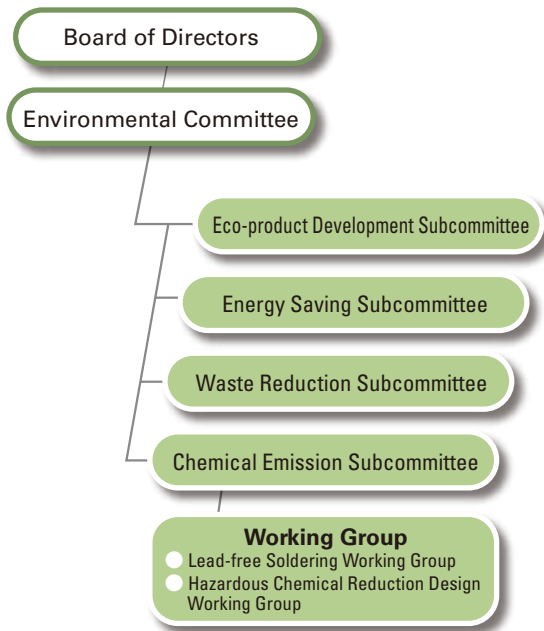 Board of Directors
Environmental Committee
Eco-product Development Subcommittee
Energy Saving Subcommittee
Waste Reduction Subcommittee
Chemical Emission Subcommittee
Working Group
Lead-free Soldering Working Group
Hazardous Chemical Reduction Design
Working Group